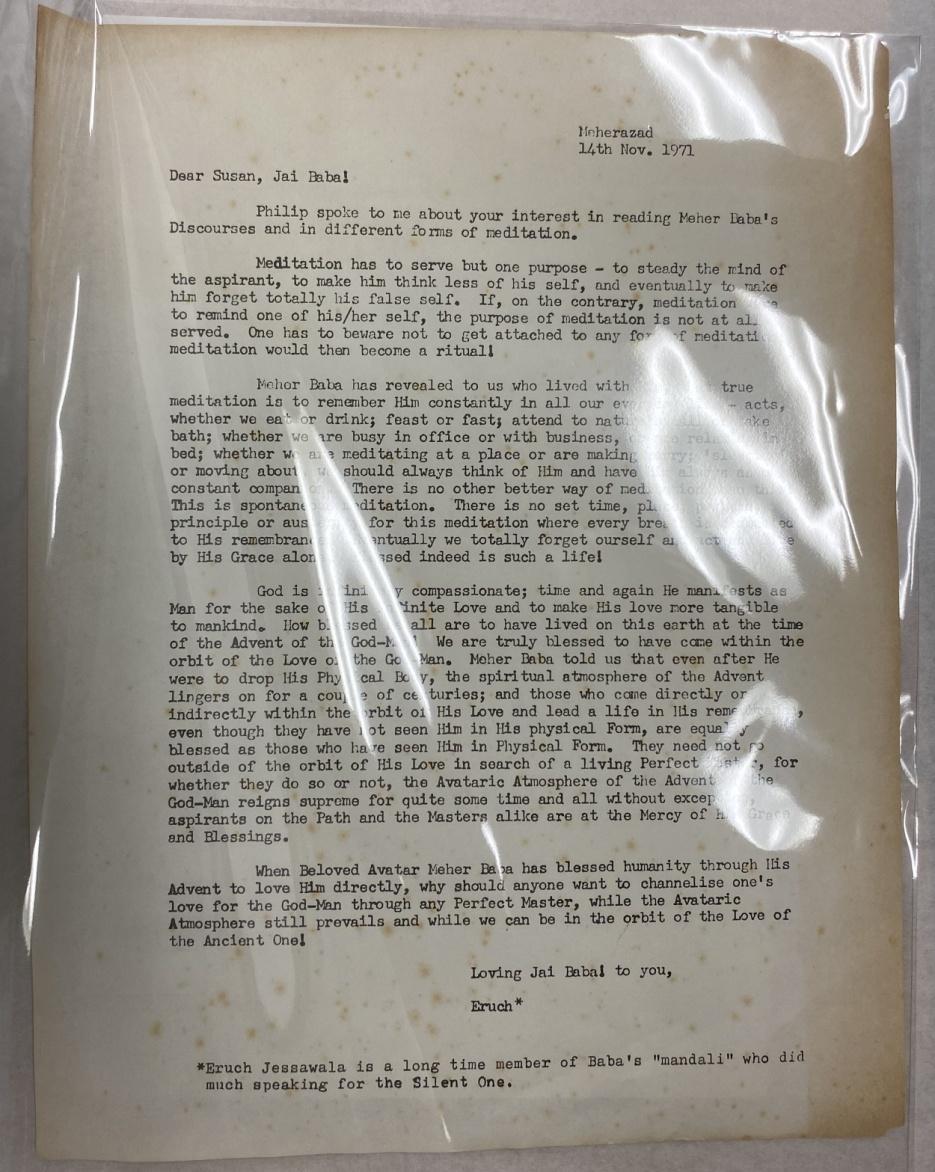 Meherazad
14th Nov. 1971
Dear Susan, Jai Baba!
Philip spoke to me about your interest in reading Meher Baba's
Discourses and in different forms of meditation.
Meditation has to serve but one purpose - to steady the mind of
the aspirant, to make him think less of his self, and eventually to make
him forget totally his false self. If, on the contrary, meditation
to remind one of his/her self, the purpose of meditation is not at all
served. One has to beware not to get attached to any form of meditation
meditation would then become a ritual!
Meher Baba has revealed to us who lived with true
meditation is to remember Him constantly in all our - acts,
whether we eat or drink; feast or fast; attend to
bath; whether we are busy in office or with business, in
bed; whether we are meditating at a place or are making
or moving about, we should always think of Him and have
constant There is no other better way of
This is spontaneous meditation. There is no set time,
principle or for this meditation where every
to His remembrance eventually we totally forget ourself
by His Grace alone Blessed indeed is such a life!
God is infinitely compassionate; time and again He manifests as
Man for the sake of His Infinite Love and to make His love more tangible
to mankind. How blessed all are to have lived on this earth at the time
of the Advent of the God-Man! We are truly blessed to have come within the
orbit of the Love of the God-Man. Meher Baba told us that even after He
were to drop His Physical Body, the spiritual atmosphere of the Advent
lingers on for a couple of centuries; and those who come directly or
indirectly within the orbit of His Love and lead a life in His
even though they have not seen Him in His physical Form, are equally
blessed as those who have seen Him in Physical Form. They need not go
outside of the orbit of His Love in search of a living Perfect Master, for
whether they do so or not, the Avataric Atmosphere of the Advent the
God-Man reigns supreme for quite some time and all without
aspirants on the Path and the Masters alike are at the Mercy of His Grace
and Blessings.
When Beloved Avatar Meher Baba has blessed humanity through His
Advent to love Him directly, why should anyone want to channelise one's
love for the God-Man through any Perfect Master, while the Avataric
Atmosphere still prevails and while we can be in the orbit of the Love of
the Ancient One!
Loving Jai Baba! to you,
Eruch*
*Eruch Jessawala is a long time member of Baba's "mandali" who did
much speaking for the Silent One.